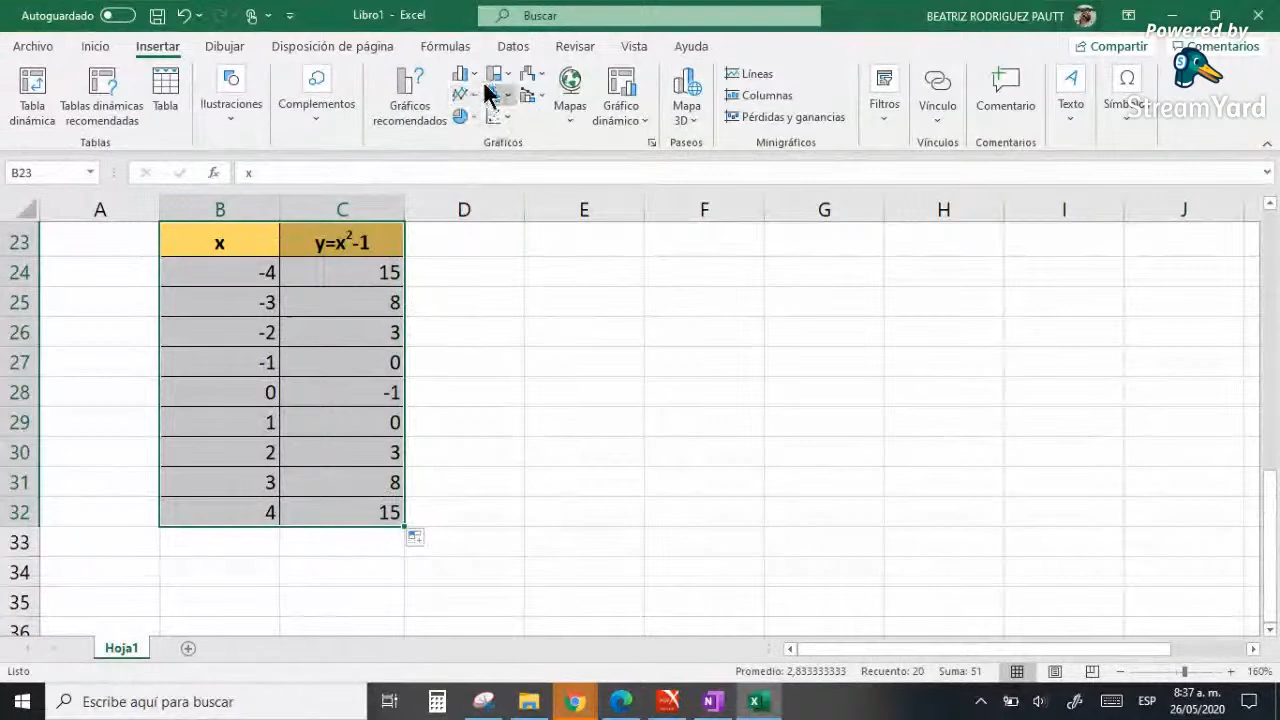 Autoguardado
Libro1 - Excel
Buscar
BEATRIZ RODRIGUEZ PAUTT
Powered by
StreamYard
Archivo Inicio Insertar Dibujar Disposición de página Fórmulas Datos Revisar Vista Ayuda
Compartir
Comentarios
Tabla dinámica
Tablas dinámicas recomendadas
Tabla
Ilustraciones
Complementos
Gráficos recomendados
Mapas
Gráfico dinámico
Mapa 3D
Líneas
Columnas
Pérdidas y ganancias
Filtros
Vínculo
Comentario
Texto
Tablas
Gráficos
Paseos
Minigráficos
Vínculos
Comentarios
B23
fx
x
A B C D E F G H I J
23 x y=x²-1
24 -4 15
25 -3 8
26 -2 3
27 -1 0
28 0 -1
29 1 0
30 2 3
31 3 8
32 4 15
33
34
35
36
Hoja1
Listo
Promedio: 2,833333333 Recuento: 20 Suma: 51
160%
Escribe aquí para buscar
ESP
8:37 a. m.
26/05/2020